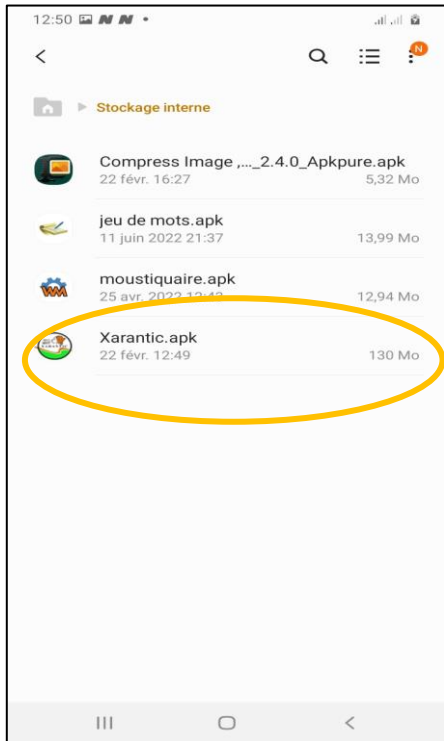 12:50
N
Stockage interne
Compress Image ,..._2.4.0_Apkpure.apk
22 févr. 16:27 5,32 Mo
jeu de mots.apk
11 juin 2022 21:37 13,99 Mo
moustiquaire.apk
25 avr. 2022 12:43 12,94 Mo
Xarantic.apk
22 févr. 12:49 130 Mo